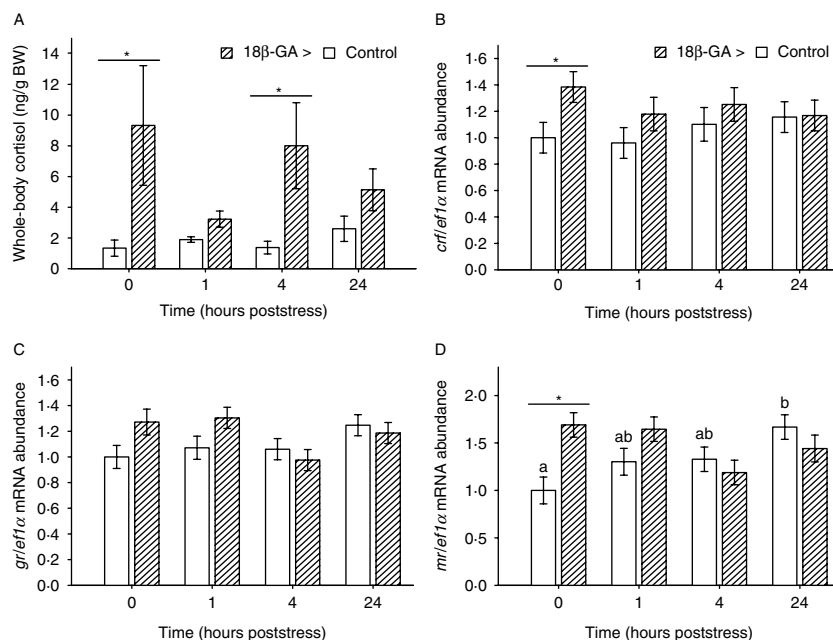 A
18β-GA > Control
*
*
14
12
10
8
6
4
2
0
Whole-body cortisol (ng/g BW)
0 1 4 24
Time (hours poststress)
B
18β-GA > Control
*
1·6
1·4
1·2
1·0
0·8
0·6
0·4
0·2
0·0
crf/ef1α mRNA abundance
0 1 4 24
Time (hours poststress)
C
1·6
1·4
1·2
1·0
0·8
0·6
0·4
0·2
0·0
gr/ef1α mRNA abundance
0 1 4 24
Time (hours poststress)
D
*
a ab ab b
2·0
1·5
1·0
0·5
0·0
mr/ef1α mRNA abundance
0 1 4 24
Time (hours poststress)